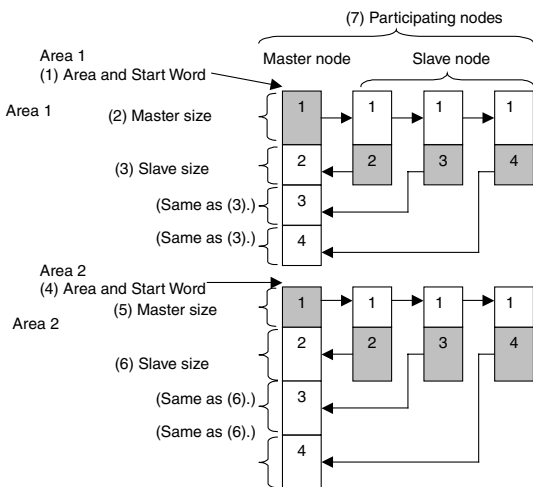 (7) Participating nodes
Area 1
(1) Area and Start Word
Master node
Slave node
Area 1
(2) Master size
1
1
1
1
(3) Slave size
2
2
3
4
(Same as (3).)
3
(Same as (3).)
4
Area 2
(4) Area and Start Word
Area 2
(5) Master size
1
1
1
1
(6) Slave size
2
2
3
4
(Same as (6).)
3
(Same as (6).)
4